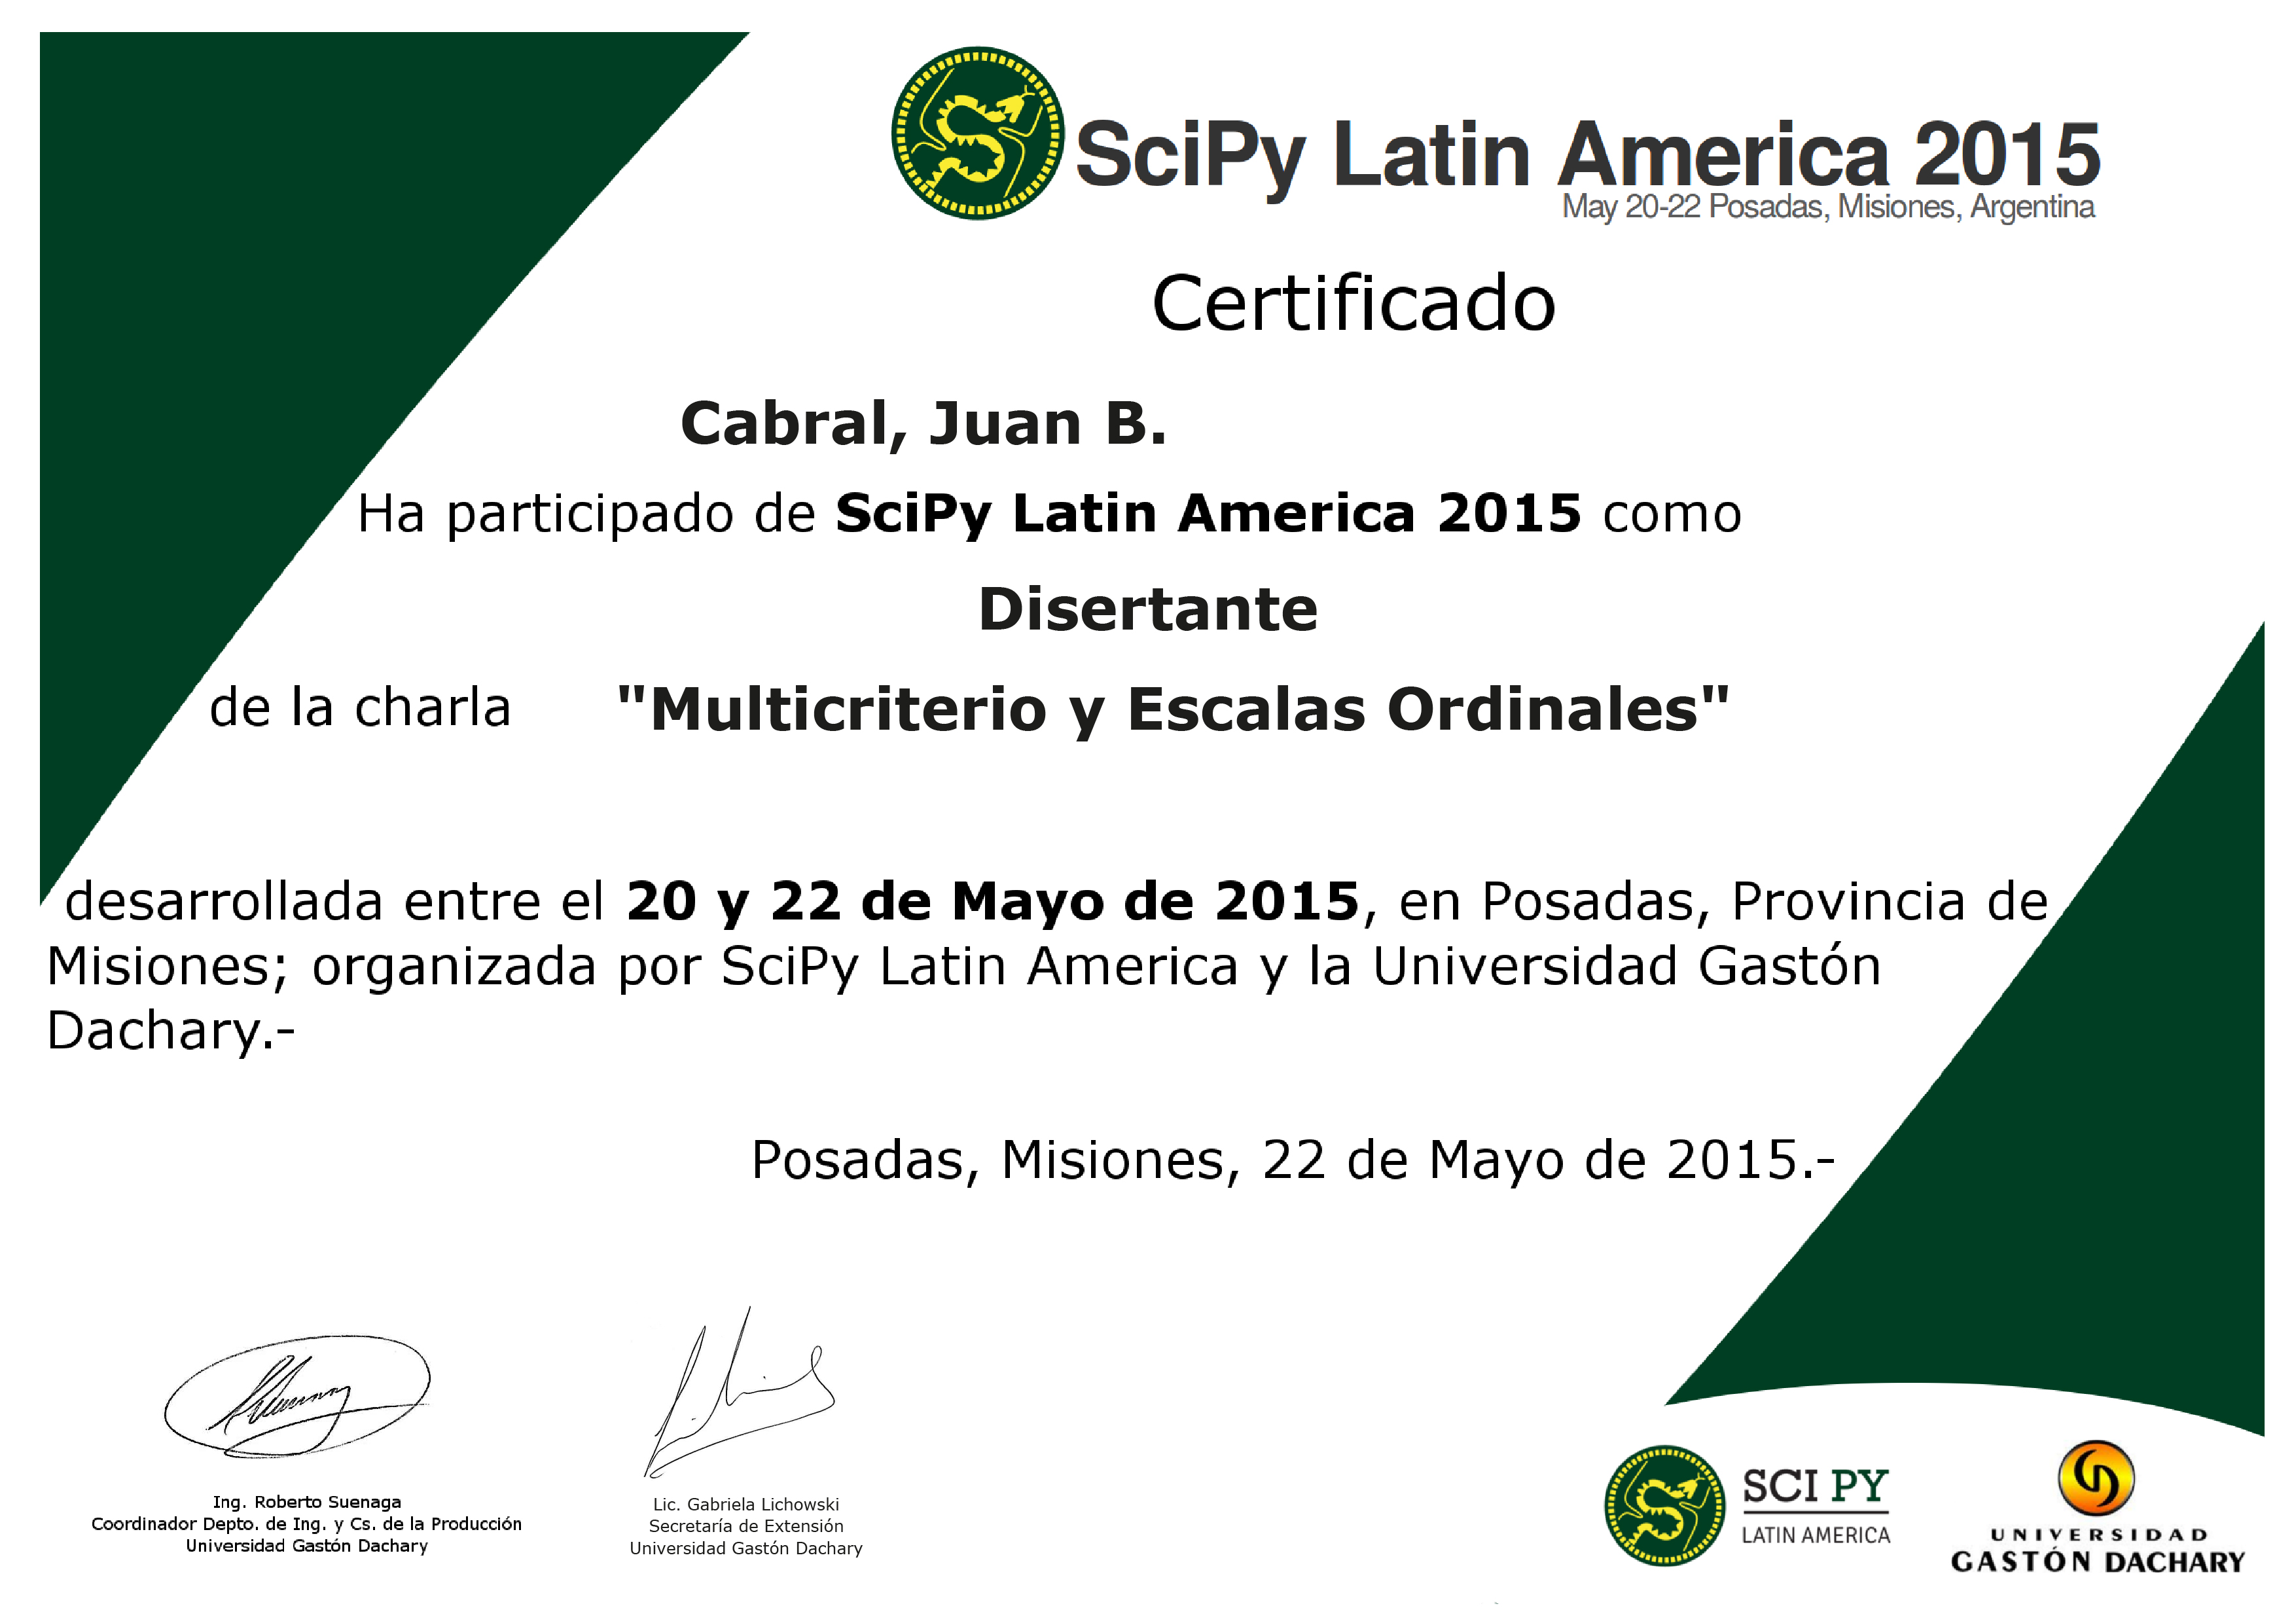 SciPy Latin America 2015
May 20-22 Posadas, Misiones, Argentina
Certificado
Cabral, Juan B.
Ha participado de SciPy Latin America 2015 como
Disertante
de la charla "Multicriterio y Escalas Ordinales"
desarrollada entre el 20 y 22 de Mayo de 2015, en Posadas, Provincia de
Misiones; organizada por SciPy Latin America y la Universidad Gastón
Dachary.-
Posadas, Misiones, 22 de Mayo de 2015.-
Ing. Roberto Suenaga
Coordinador Depto. de Ing. y Cs. de la Producción
Universidad Gastón Dachary
Lic. Gabriela Lichowski
Secretaría de Extensión
Universidad Gastón Dachary
SCI PY
LATIN AMERICA
UNIVERSIDAD
GASTÓN DACHARY